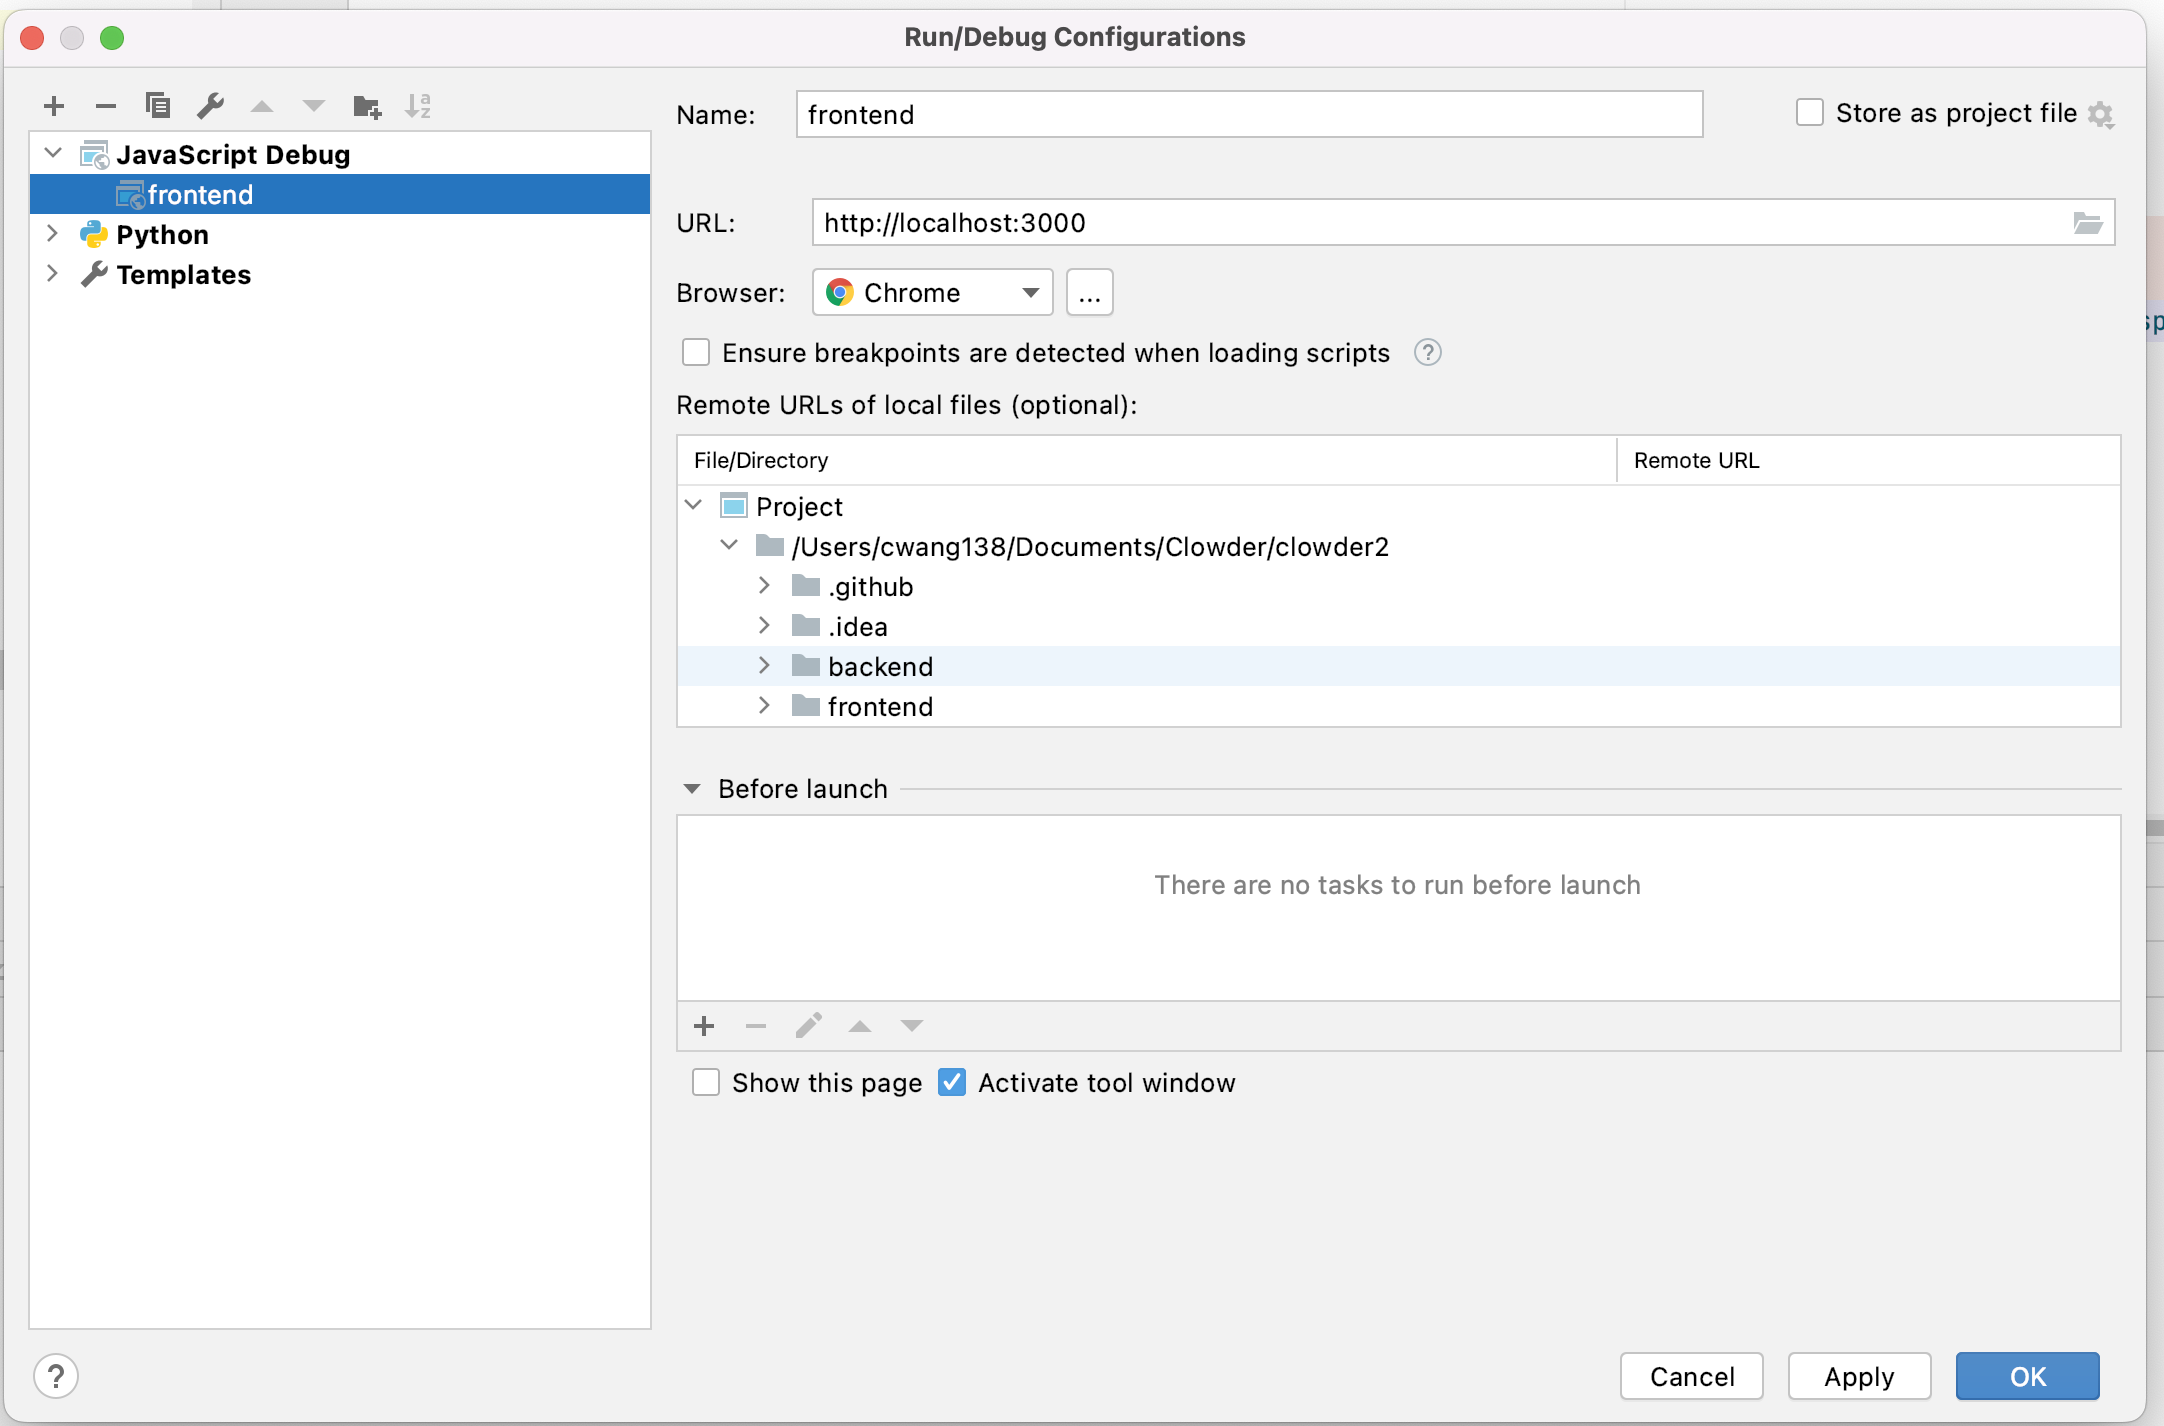 Run/Debug Configurations
Name: frontend
Store as project file
JavaScript Debug
frontend
Python
Templates
URL: http://localhost:3000
Browser: Chrome ...
Ensure breakpoints are detected when loading scripts ?
Remote URLs of local files (optional):
File/Directory Remote URL
Project
/Users/cwang138/Documents/Clowder/clowder2
.github
.idea
backend
frontend
Before launch
There are no tasks to run before launch
Show this page Activate tool window
? Cancel Apply OK